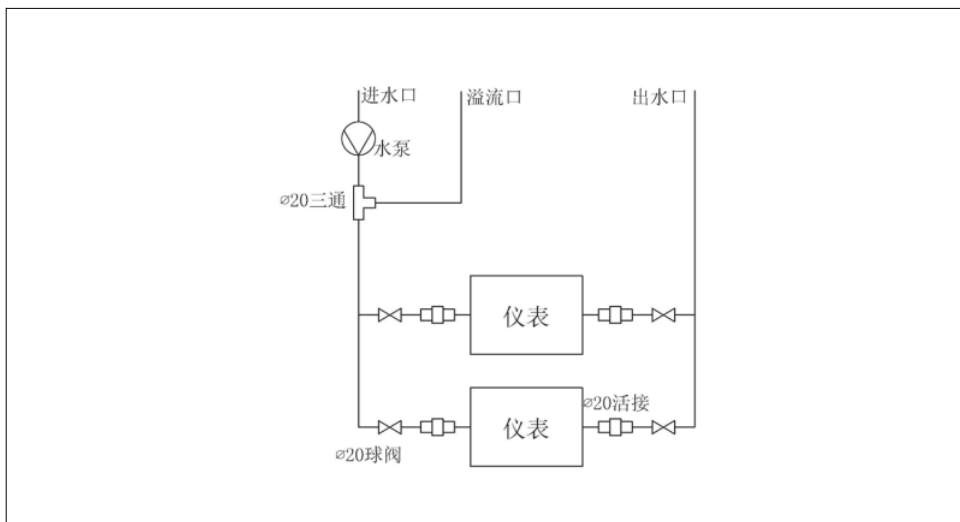 进水口
溢流口
出水口
水泵
⌀20三通
仪表
⌀20活接
仪表
⌀20球阀